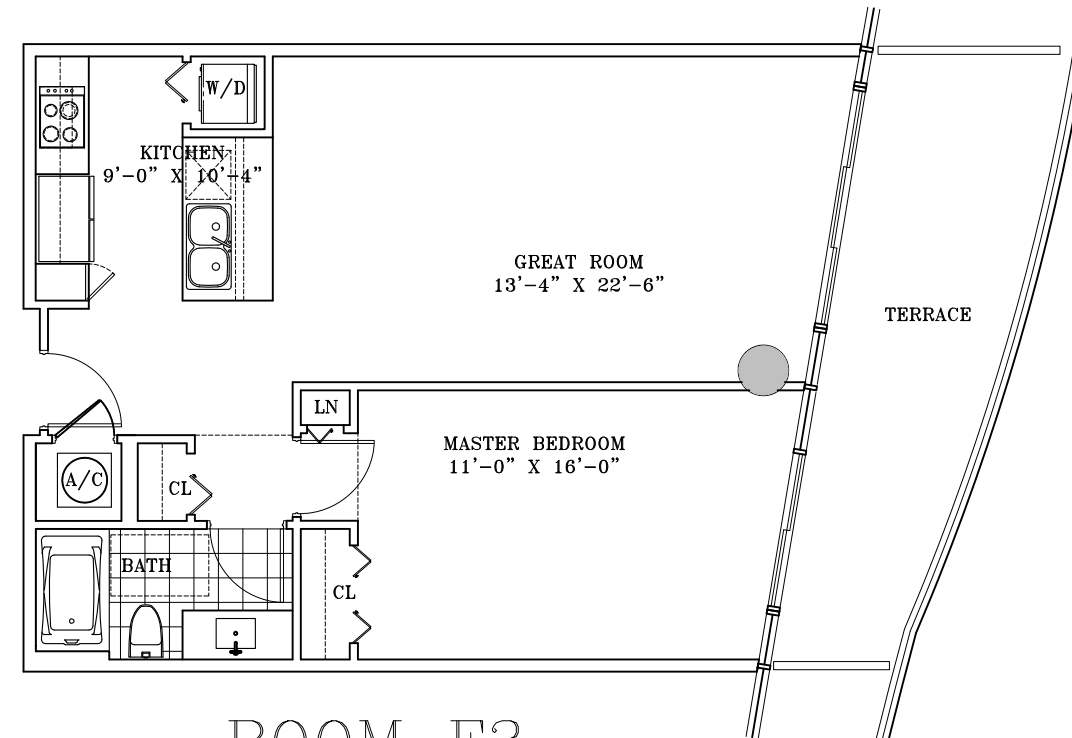 W/D
KITCHEN
9'-0" X 10'-4"
GREAT ROOM
13'-4" X 22'-6"
TERRACE
LN
MASTER BEDROOM
11'-0" X 16'-0"
A/C
CL
BATH
CL
ROOM